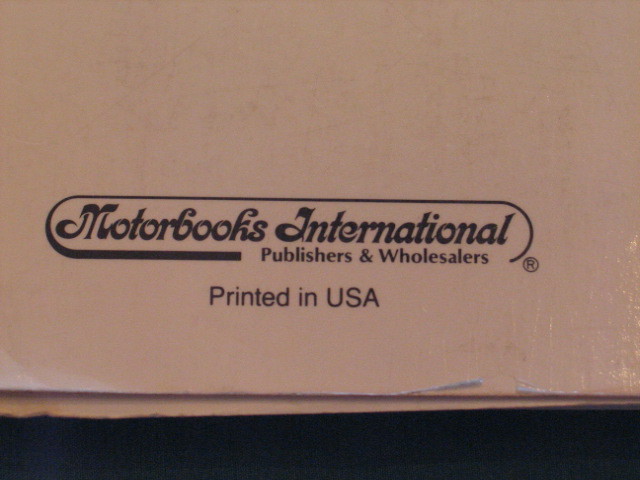 Motorbooks International
Publishers & Wholesalers ®
Printed in USA